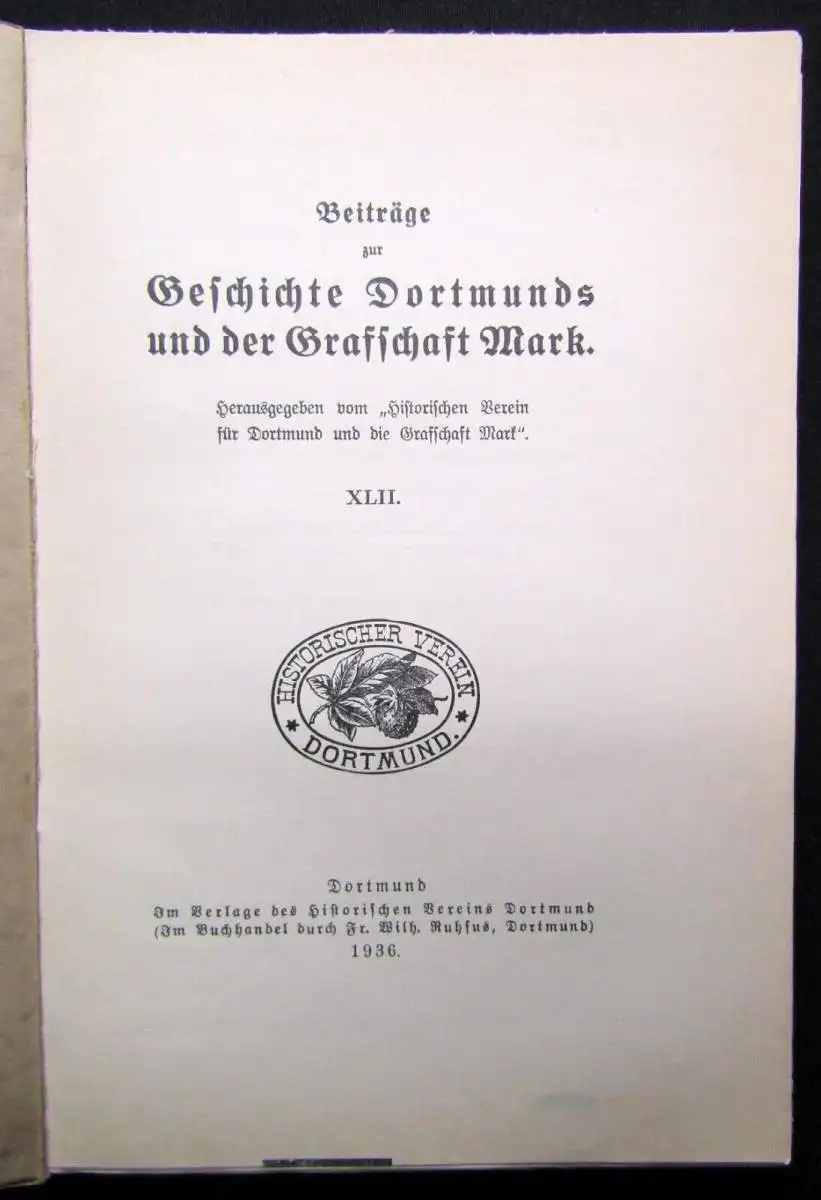 Beiträge
zur
Geschichte Dortmunds
und der Grafschaft Mark.
Herausgegeben vom „Historischen Verein
für Dortmund und die Grafschaft Mark“.
XLII.
HISTORISCHER VEREIN
* DORTMUND. *
Dortmund
Im Verlage des Historischen Vereins Dortmund
(Im Buchhandel durch Fr. Wilh. Ruhfus, Dortmund)
1936.